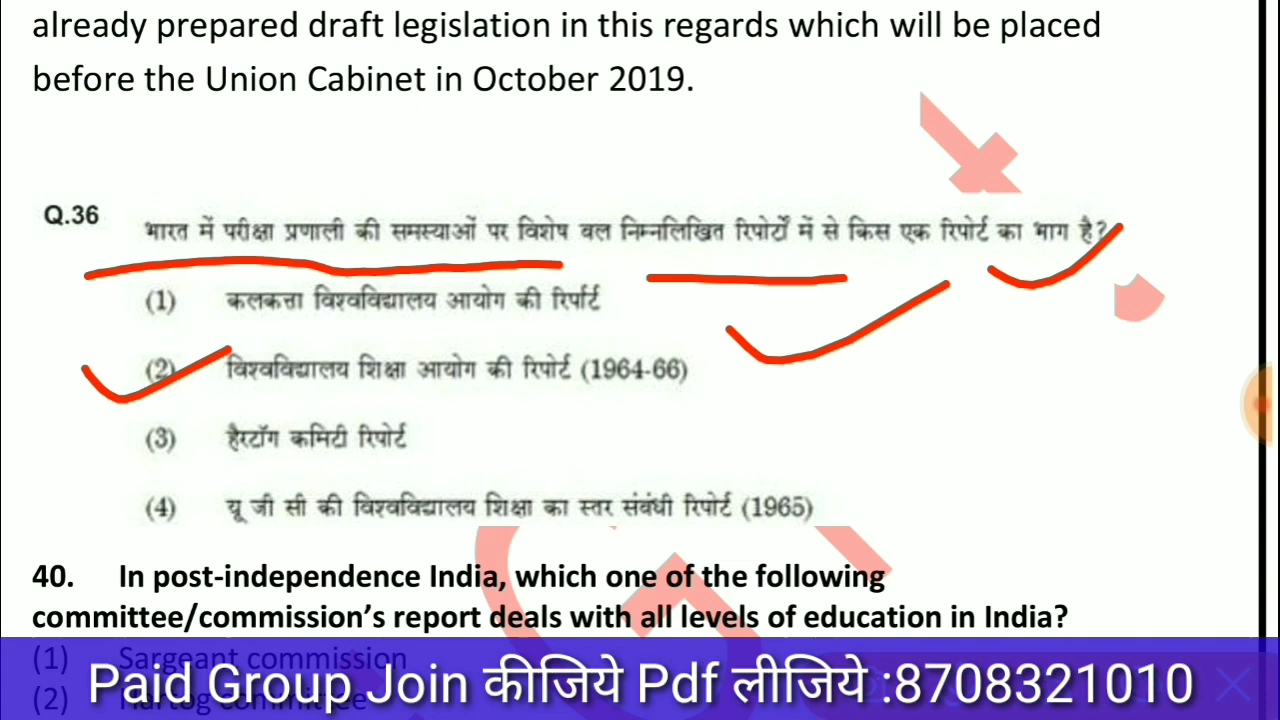 already prepared draft legislation in this regards which will be placed
before the Union Cabinet in October 2019.
Q.36 भारत में परीक्षा प्रणाली की समस्याओं पर विशेष बल निम्नलिखित रिपोर्टों में से किस एक रिपोर्ट का भाग है?
(1) कलकत्ता विश्वविद्यालय आयोग की रिपोर्ट
(2) विश्वविद्यालय शिक्षा आयोग की रिपोर्ट (1964-66)
(3) हैरटॉग कमिटी रिपोर्ट
(4) यू जी सी की विश्वविद्यालय शिक्षा का स्तर संबंधी रिपोर्ट (1965)
40. In post-independence India, which one of the following
committee/commission's report deals with all levels of education in India?
(1) Sargeant commission
(2) Hartog committee
Paid Group Join कीजिये Pdf लीजिये :8708321010